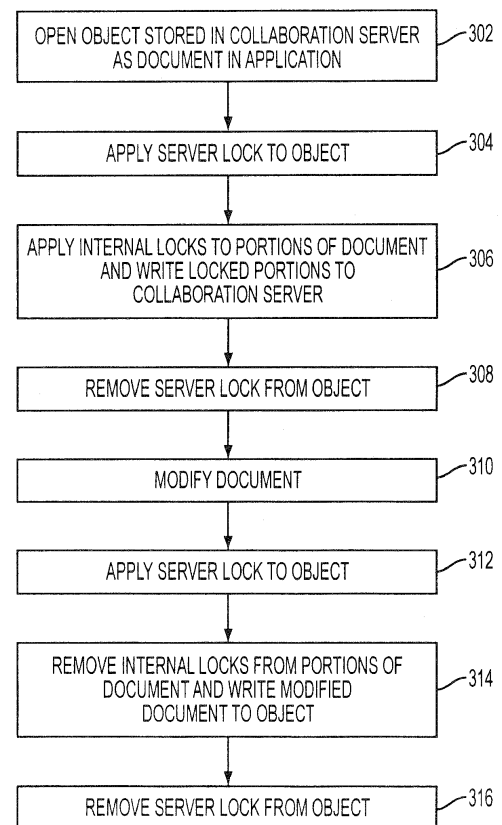 OPEN OBJECT STORED IN COLLABORATION SERVER
AS DOCUMENT IN APPLICATION
302
APPLY SERVER LOCK TO OBJECT
304
APPLY INTERNAL LOCKS TO PORTIONS OF DOCUMENT
AND WRITE LOCKED PORTIONS TO
COLLABORATION SERVER
306
REMOVE SERVER LOCK FROM OBJECT
308
MODIFY DOCUMENT
310
APPLY SERVER LOCK TO OBJECT
312
REMOVE INTERNAL LOCKS FROM PORTIONS OF
DOCUMENT AND WRITE MODIFIED
DOCUMENT TO OBJECT
314
REMOVE SERVER LOCK FROM OBJECT
316